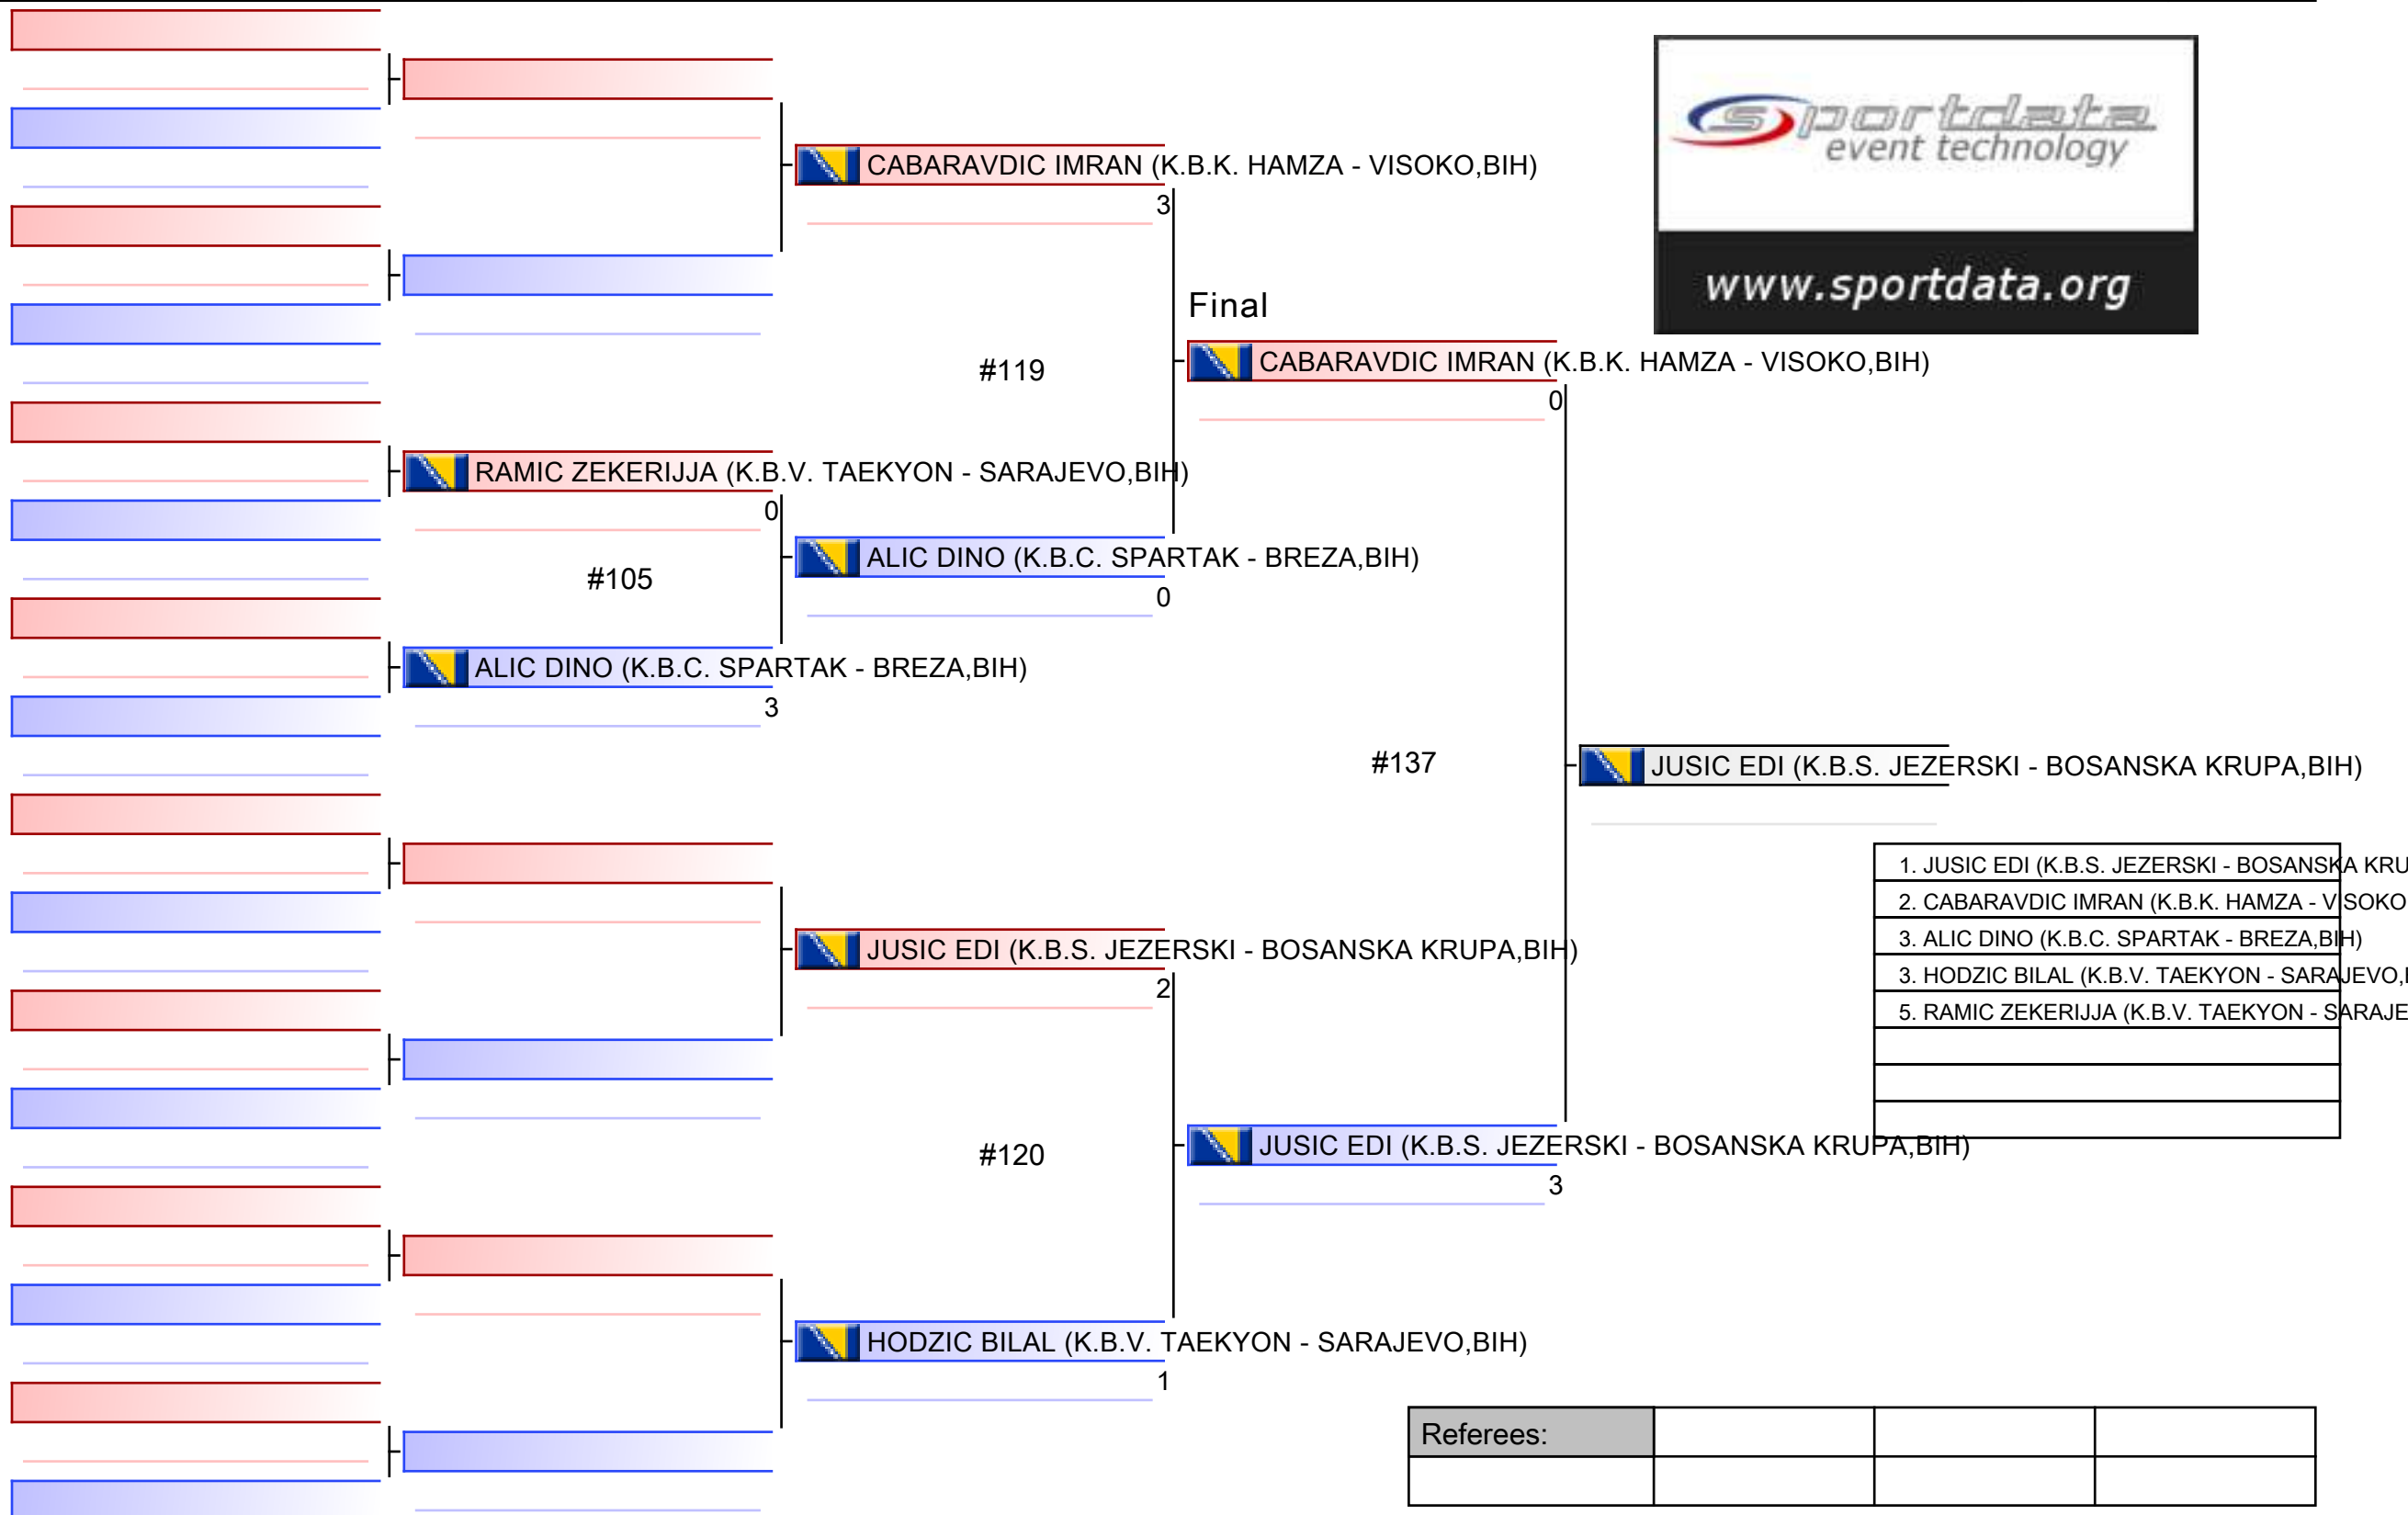 sportdata
event technology
www.sportdata.org
CABARAVDIC IMRAN (K.B.K. HAMZA - VISOKO,BIH)
3
Final
#119
CABARAVDIC IMRAN (K.B.K. HAMZA - VISOKO,BIH)
0
RAMIC ZEKERIJJA (K.B.V. TAEKYON - SARAJEVO,BIH)
0
#105
ALIC DINO (K.B.C. SPARTAK - BREZA,BIH)
0
ALIC DINO (K.B.C. SPARTAK - BREZA,BIH)
3
#137
JUSIC EDI (K.B.S. JEZERSKI - BOSANSKA KRUPA,BIH)
1. JUSIC EDI (K.B.S. JEZERSKI - BOSANSKA KRU
2. CABARAVDIC IMRAN (K.B.K. HAMZA - VISOKO
3. ALIC DINO (K.B.C. SPARTAK - BREZA,BIH)
3. HODZIC BILAL (K.B.V. TAEKYON - SARAJEVO,
5. RAMIC ZEKERIJJA (K.B.V. TAEKYON - SARAJE
JUSIC EDI (K.B.S. JEZERSKI - BOSANSKA KRUPA,BIH)
2
#120
JUSIC EDI (K.B.S. JEZERSKI - BOSANSKA KRUPA,BIH)
3
HODZIC BILAL (K.B.V. TAEKYON - SARAJEVO,BIH)
1
Referees: